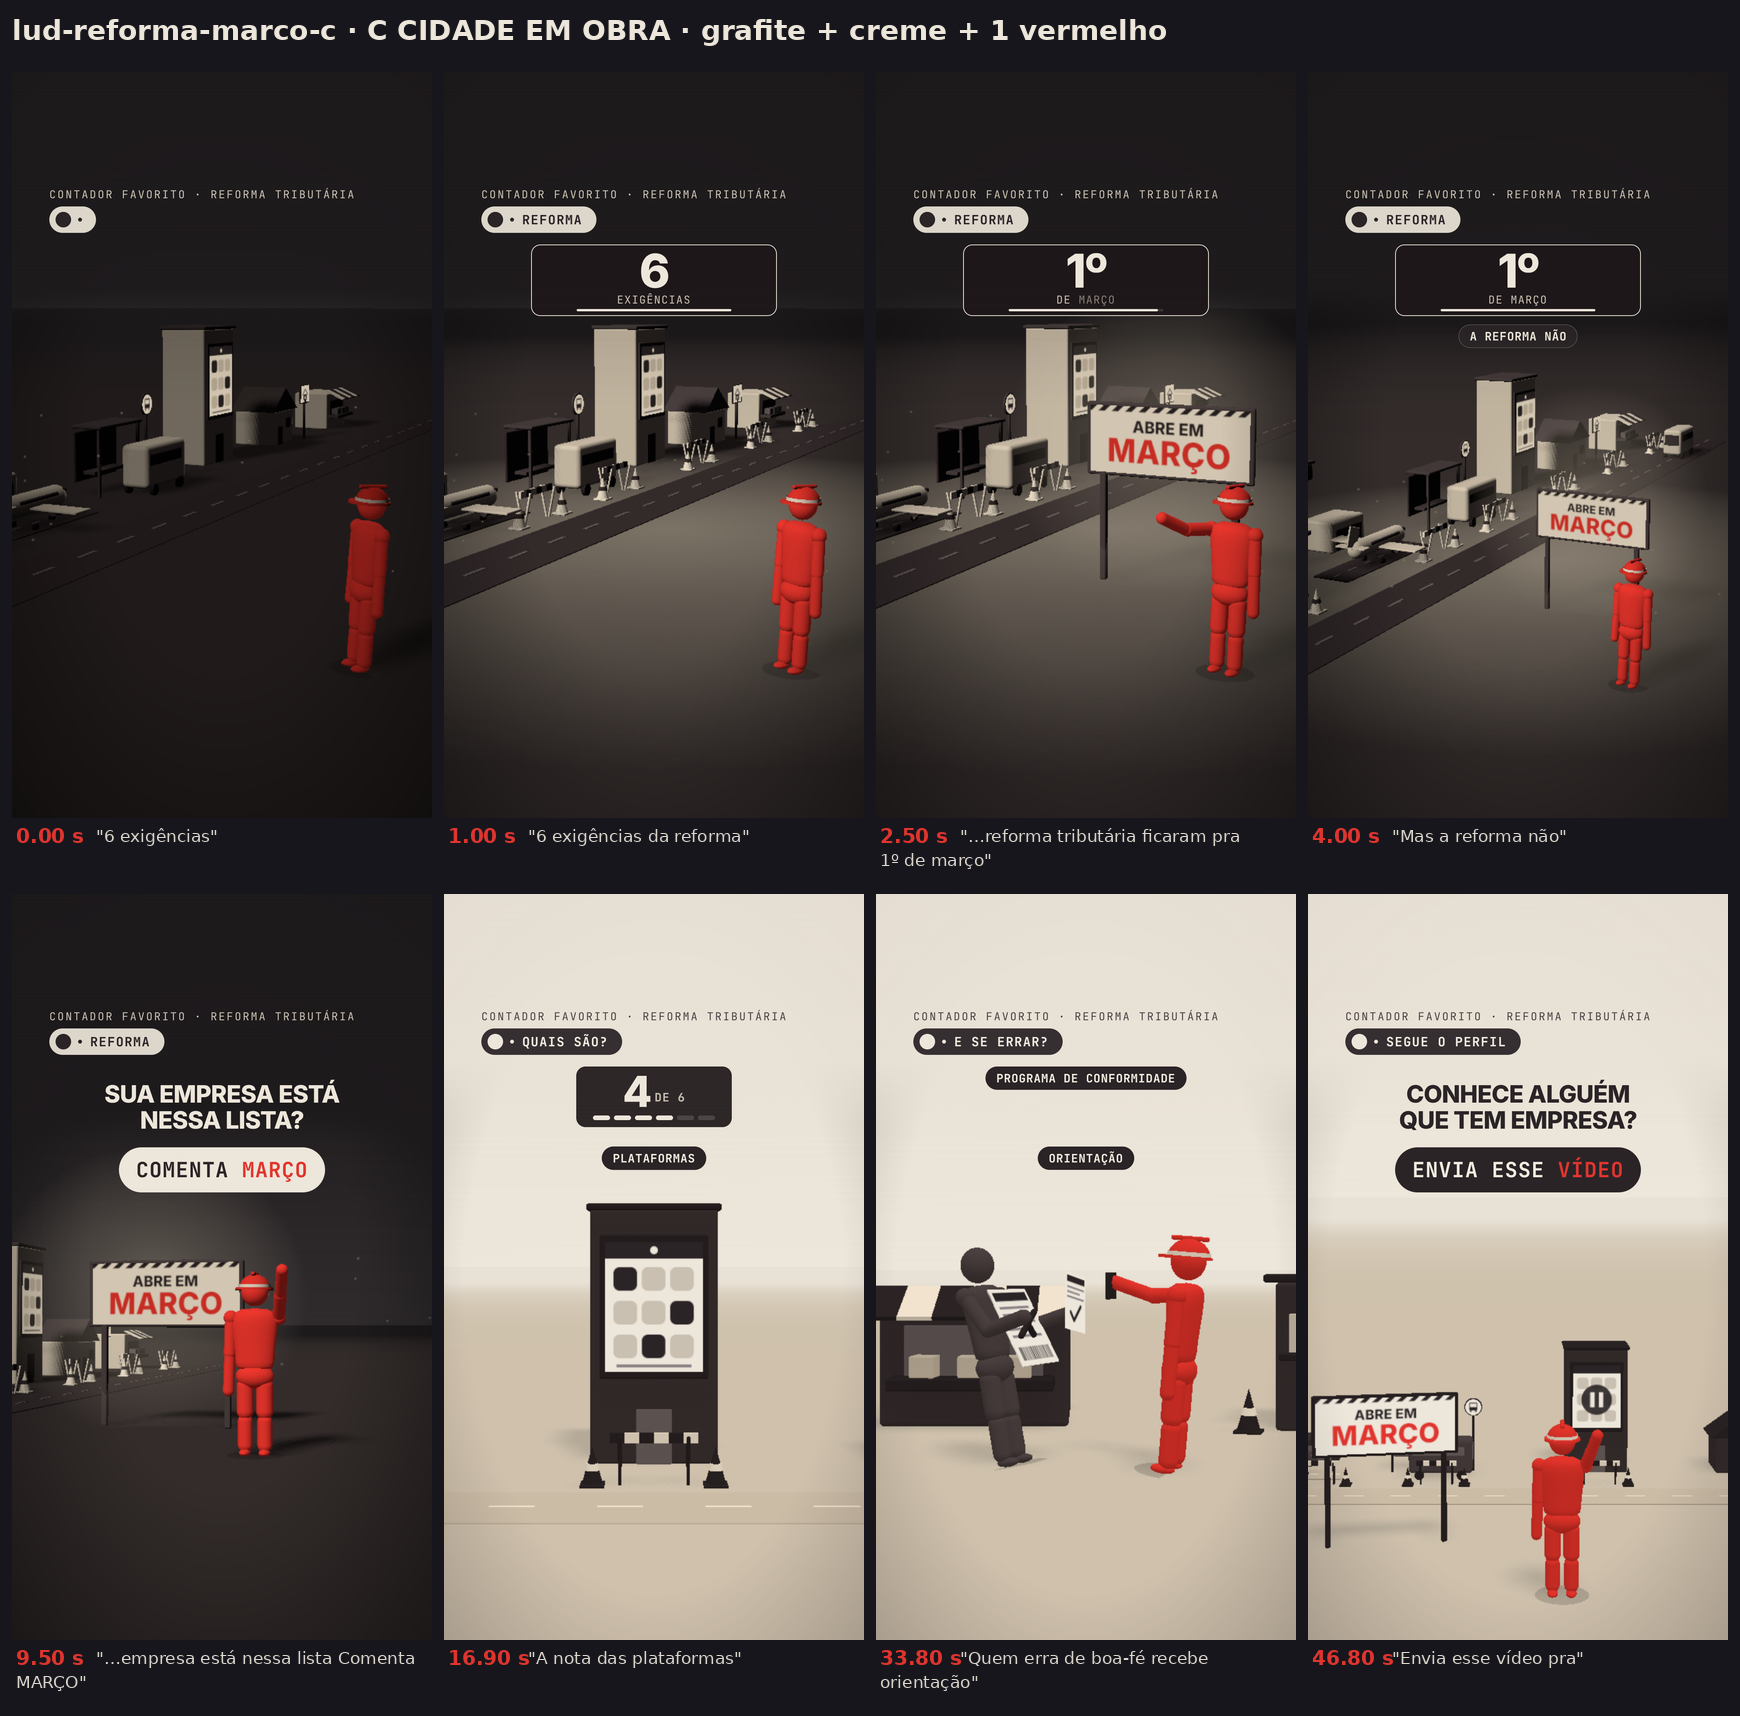 lud-reforma-marco-c · C CIDADE EM OBRA · grafite + creme + 1 vermelho
CONTADOR FAVORITO · REFORMA TRIBUTÁRIA
•
0.00 s "6 exigências"
CONTADOR FAVORITO · REFORMA TRIBUTÁRIA
• REFORMA
6
EXIGÊNCIAS
1.00 s "6 exigências da reforma"
CONTADOR FAVORITO · REFORMA TRIBUTÁRIA
• REFORMA
1º
DE MARÇO
ABRE EM
MARÇO
2.50 s "...reforma tributária ficaram pra
1º de março"
CONTADOR FAVORITO · REFORMA TRIBUTÁRIA
• REFORMA
1º
DE MARÇO
A REFORMA NÃO
ABRE EM
MARÇO
4.00 s "Mas a reforma não"
CONTADOR FAVORITO · REFORMA TRIBUTÁRIA
• REFORMA
SUA EMPRESA ESTÁ
NESSA LISTA?
COMENTA MARÇO
ABRE EM
MARÇO
9.50 s "...empresa está nessa lista Comenta
MARÇO"
CONTADOR FAVORITO · REFORMA TRIBUTÁRIA
• QUAIS SÃO?
4 DE 6
PLATAFORMAS
16.90 s "A nota das plataformas"
CONTADOR FAVORITO · REFORMA TRIBUTÁRIA
• E SE ERRAR?
PROGRAMA DE CONFORMIDADE
ORIENTAÇÃO
33.80 s "Quem erra de boa-fé recebe
orientação"
CONTADOR FAVORITO · REFORMA TRIBUTÁRIA
• SEGUE O PERFIL
CONHECE ALGUÉM
QUE TEM EMPRESA?
ENVIA ESSE VÍDEO
ABRE EM
MARÇO
46.80 s "Envia esse vídeo pra"